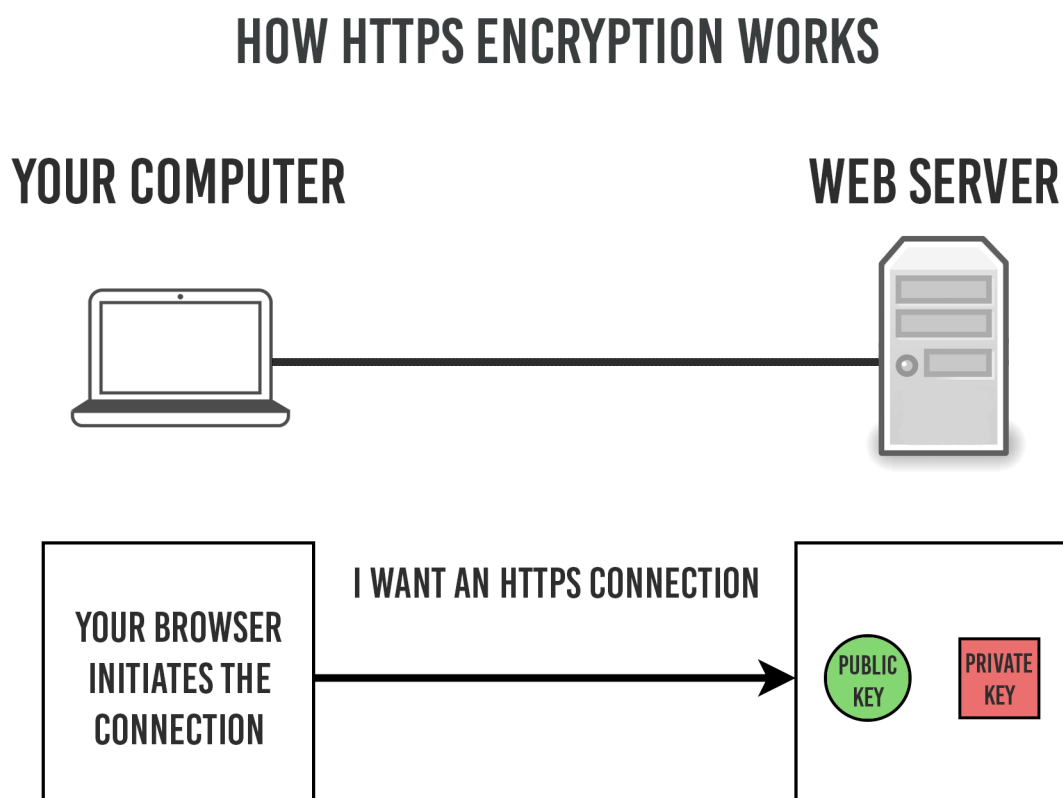 HOW HTTPS ENCRYPTION WORKS
YOUR COMPUTER
WEB SERVER
YOUR BROWSER
INITIATES THE
CONNECTION
I WANT AN HTTPS CONNECTION
PUBLIC
KEY
PRIVATE
KEY